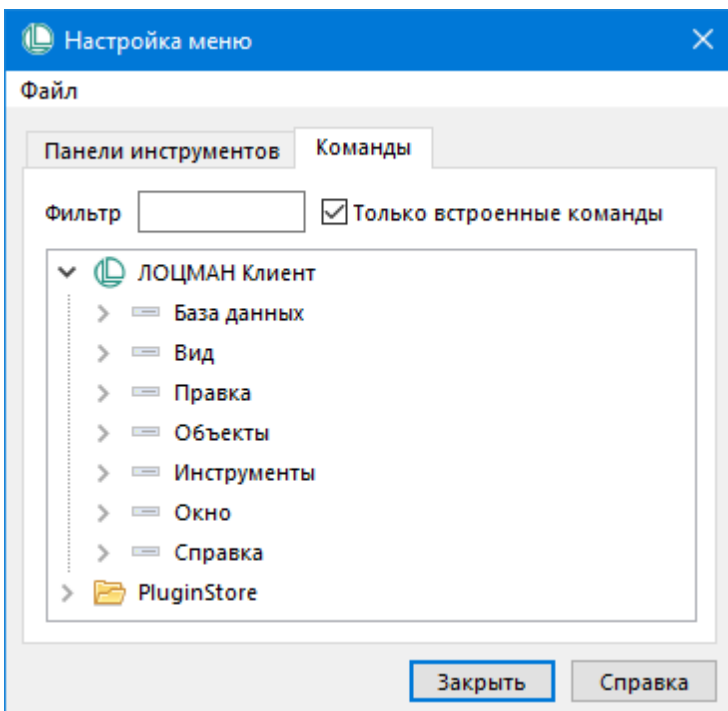 Настройка меню
Файл
Панели инструментов Команды
Фильтр Только встроенные команды
ЛОЦМАН Клиент
База данных
Вид
Правка
Объекты
Инструменты
Окно
Справка
PluginStore
Закрыть Справка